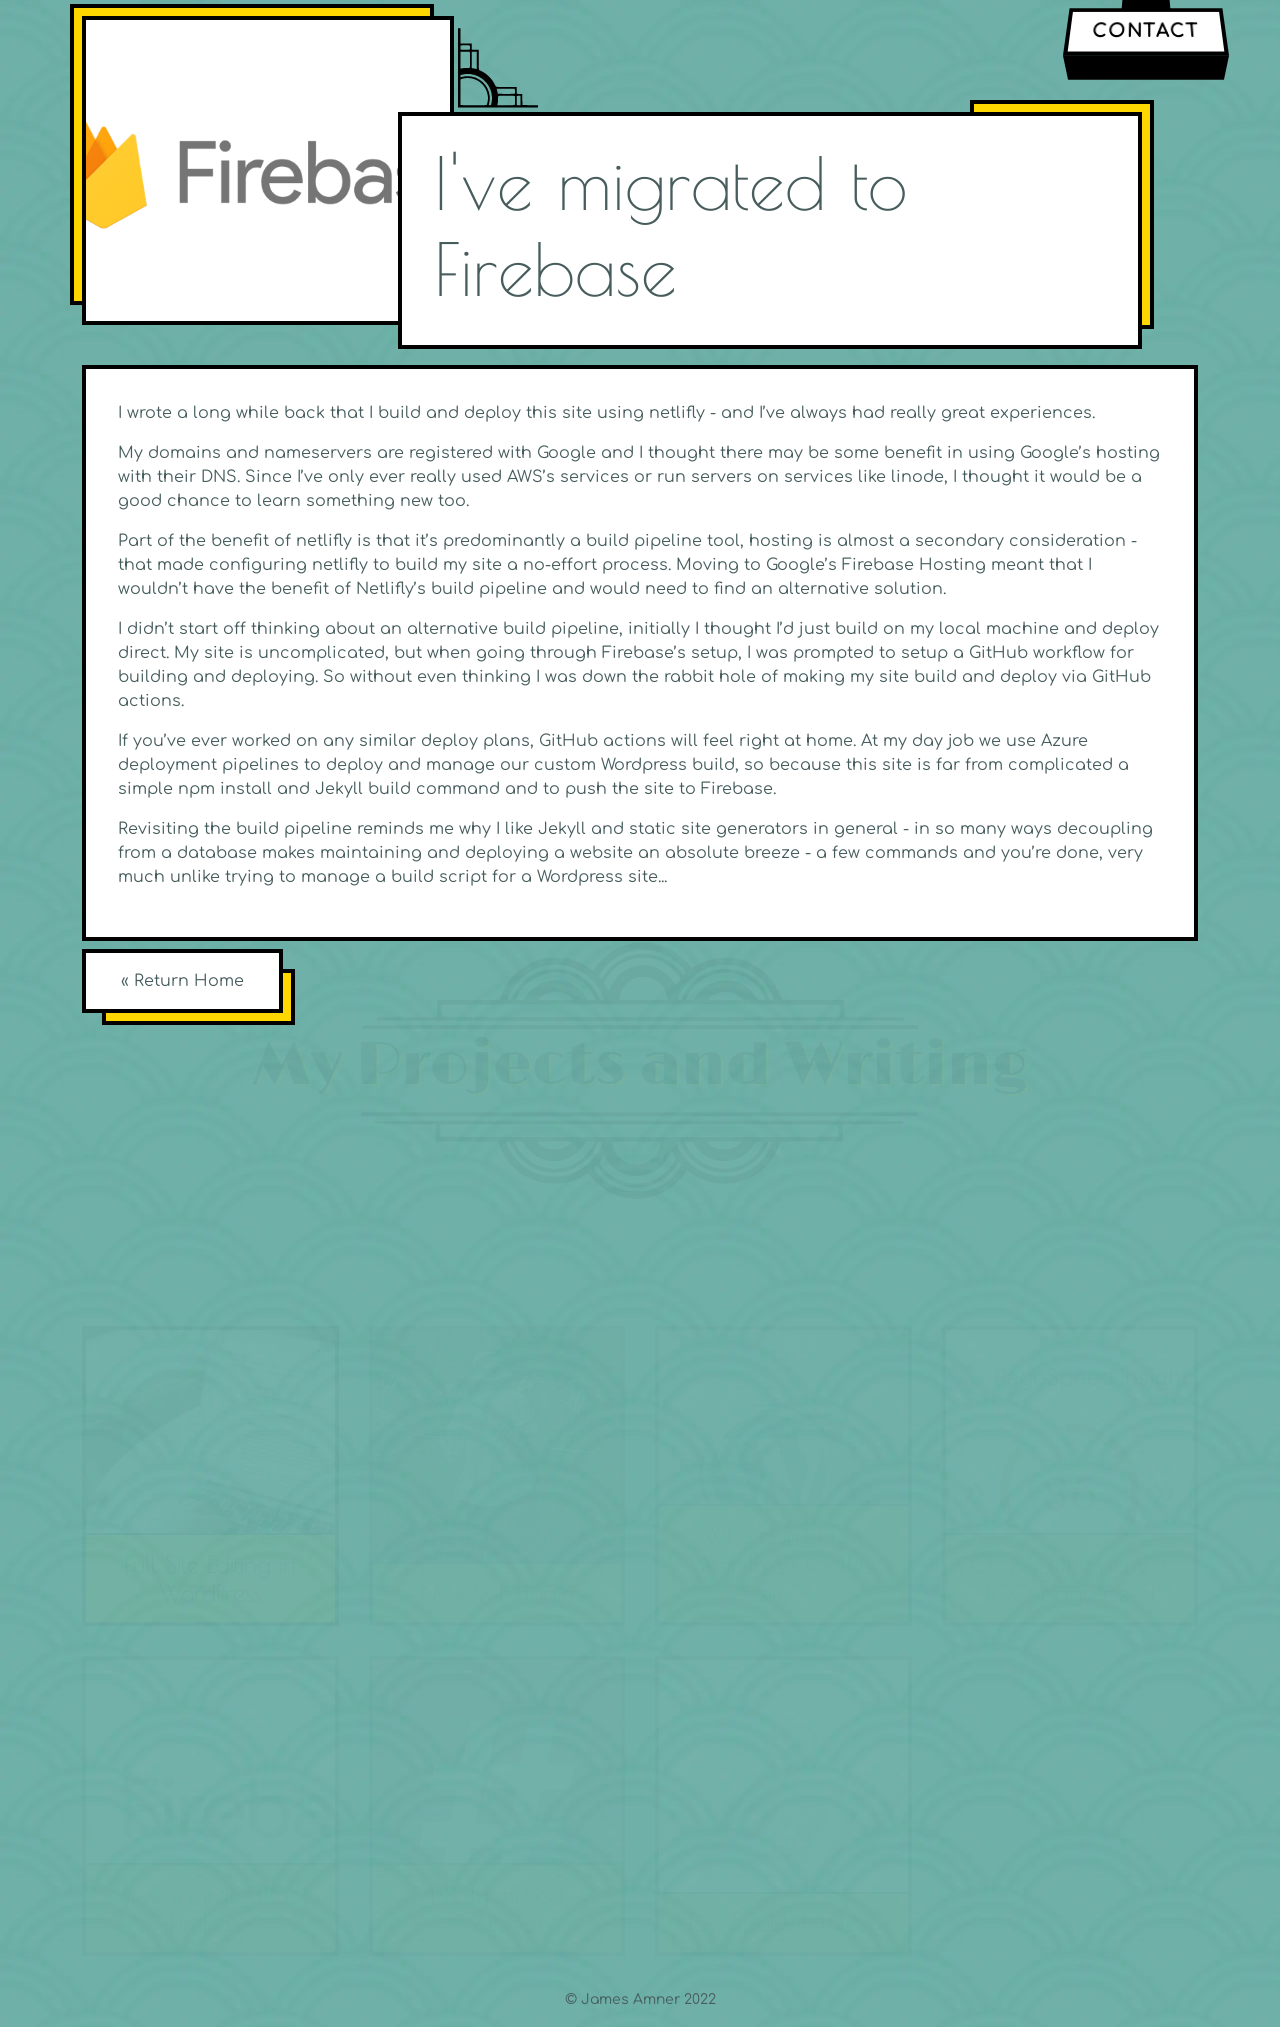 CONTACT
Fireba
I've migrated to
Firebase
I wrote a long while back that I build and deploy this site using netlifly - and I’ve always had really great experiences.
My domains and nameservers are registered with Google and I thought there may be some benefit in using Google’s hosting
with their DNS. Since I’ve only ever really used AWS’s services or run servers on services like linode, I thought it would be a
good chance to learn something new too.
Part of the benefit of netlifly is that it’s predominantly a build pipeline tool, hosting is almost a secondary consideration -
that made configuring netlifly to build my site a no-effort process. Moving to Google’s Firebase Hosting meant that I
wouldn’t have the benefit of Netlifly’s build pipeline and would need to find an alternative solution.
I didn’t start off thinking about an alternative build pipeline, initially I thought I’d just build on my local machine and deploy
direct. My site is uncomplicated, but when going through Firebase’s setup, I was prompted to setup a GitHub workflow for
building and deploying. So without even thinking I was down the rabbit hole of making my site build and deploy via GitHub
actions.
If you’ve ever worked on any similar deploy plans, GitHub actions will feel right at home. At my day job we use Azure
deployment pipelines to deploy and manage our custom Wordpress build, so because this site is far from complicated a
simple npm install and Jekyll build command and to push the site to Firebase.
Revisiting the build pipeline reminds me why I like Jekyll and static site generators in general - in so many ways decoupling
from a database makes maintaining and deploying a website an absolute breeze - a few commands and you’re done, very
much unlike trying to manage a build script for a Wordpress site…
« Return Home
My Projects and Writing
© James Amner 2022